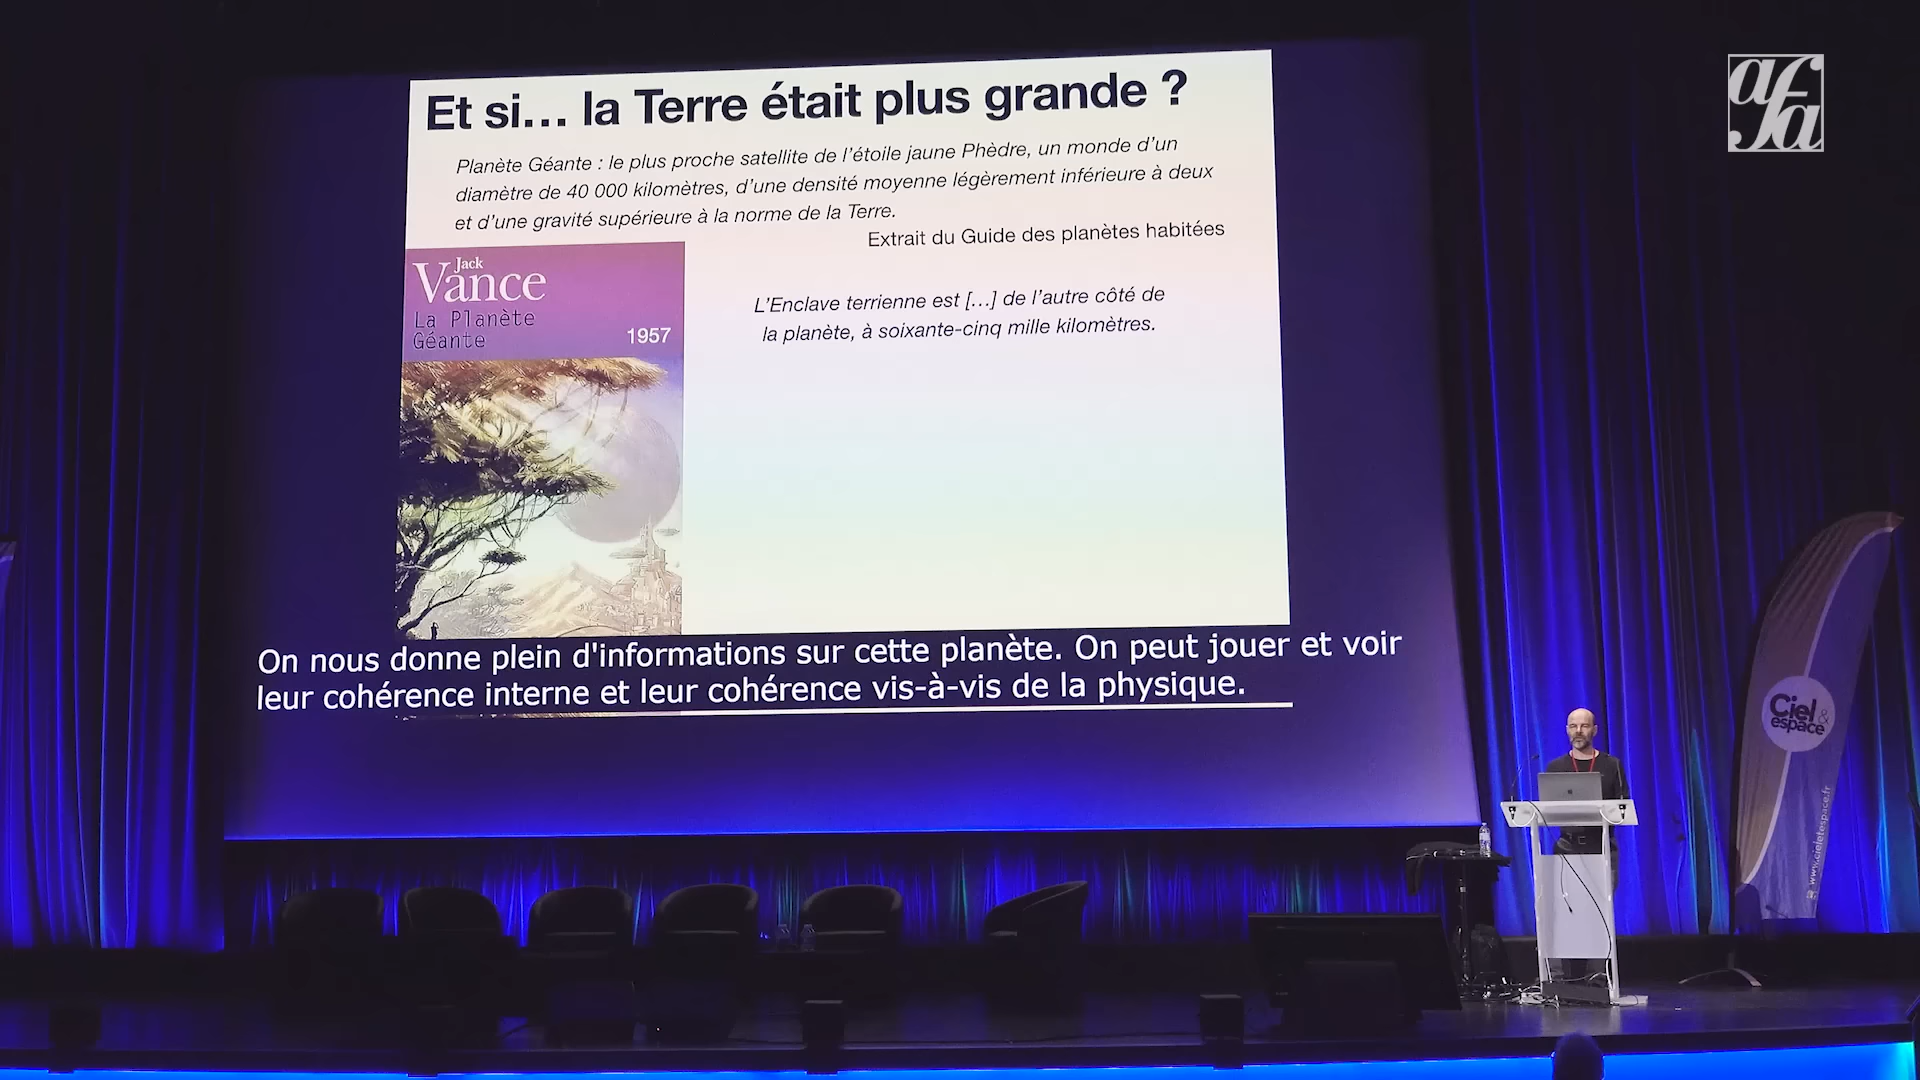 afa
Et si… la Terre était plus grande ?
Planète Géante : le plus proche satellite de l'étoile jaune Phèdre, un monde d'un
diamètre de 40 000 kilomètres, d'une densité moyenne légèrement inférieure à deux
et d'une gravité supérieure à la norme de la Terre.
Extrait du Guide des planètes habitées
Jack
Vance
La Planète
Géante
1957
L'Enclave terrienne est […] de l'autre côté de
la planète, à soixante-cinq mille kilomètres.
On nous donne plein d'informations sur cette planète. On peut jouer et voir
leur cohérence interne et leur cohérence vis-à-vis de la physique.
Ciel &
espace
www.cieletespace.fr